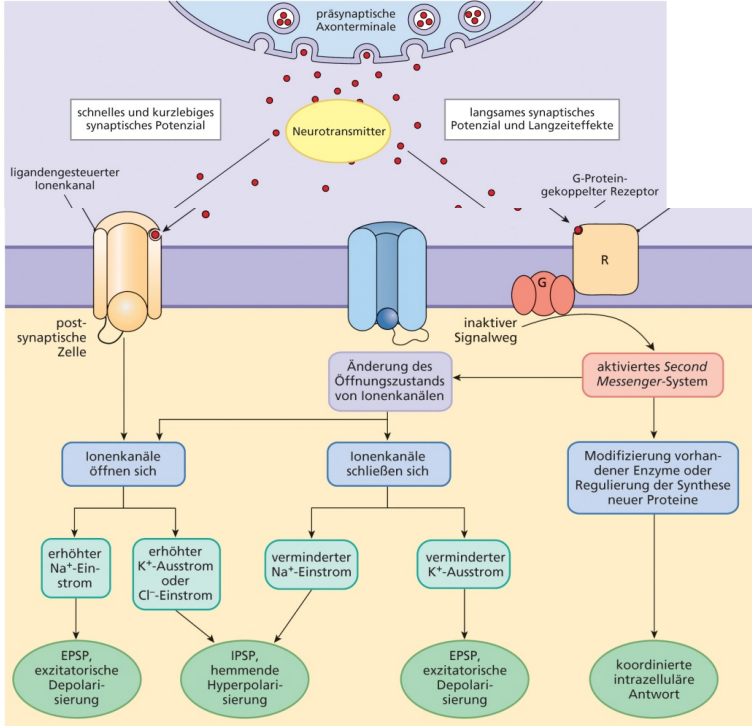 präsynaptische
Axonterminale
schnelles und kurzlebiges
synaptisches Potenzial
Neurotransmitter
langsames synaptisches
Potenzial und Langzeiteffekte
ligandengesteuerter
Ionenkanal
G-Protein-
gekoppelter Rezeptor
R
G
post-
synaptische
Zelle
inaktiver
Signalweg
Änderung des
Öffnungszustands
von Ionenkanälen
aktiviertes Second
Messenger-System
Ionenkanäle
öffnen sich
Ionenkanäle
schließen sich
Modifizierung vorhan-
dener Enzyme oder
Regulierung der Synthese
neuer Proteine
erhöhter
Na⁺-Ein-
strom
erhöhter
K⁺-Ausstrom
oder
Cl⁻-Einstrom
verminderter
Na⁺-Einstrom
verminderter
K⁺-Ausstrom
EPSP,
exzitatorische
Depolari-
sierung
IPSP,
hemmende
Hyperpolari-
sierung
EPSP,
exzitatorische
Depolari-
sierung
koordinierte
intrazelluläre
Antwort